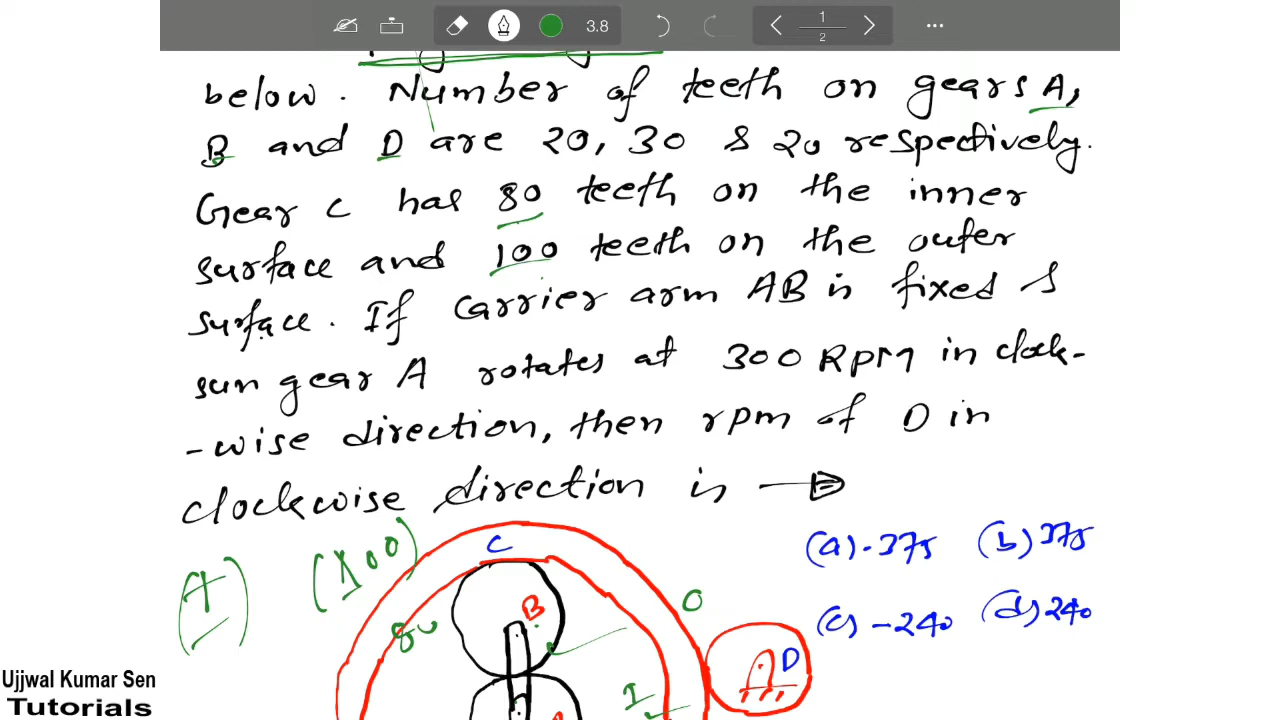 3.8
1
2
below. Number of teeth on gears A,
B and D are 20, 30 & 20 respectively.
Gear C has 80 teeth on the inner
surface and 100 teeth on the outer
surface. If carrier arm AB is fixed &
sun gear A rotates at 300 RPM in clock-
-wise direction, then rpm of D in
clockwise direction is
(a) -375 (b) 375
(c) -240 (d) 240
(100)
C
B
80
O
D
I
Ujjwal Kumar Sen
Tutorials